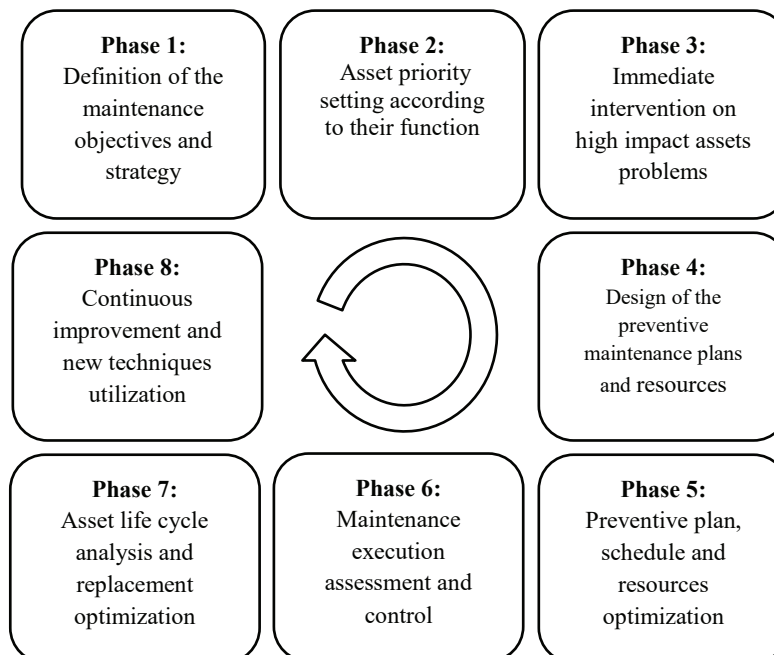 Phase 1:
Definition of the
maintenance
objectives and
strategy
Phase 2:
Asset priority
setting according
to their function
Phase 3:
Immediate
intervention on
high impact assets
problems
Phase 8:
Continuous
improvement and
new techniques
utilization
Phase 4:
Design of the
preventive
maintenance plans
and resources
Phase 7:
Asset life cycle
analysis and
replacement
optimization
Phase 6:
Maintenance
execution
assessment and
control
Phase 5:
Preventive plan,
schedule and
resources
optimization